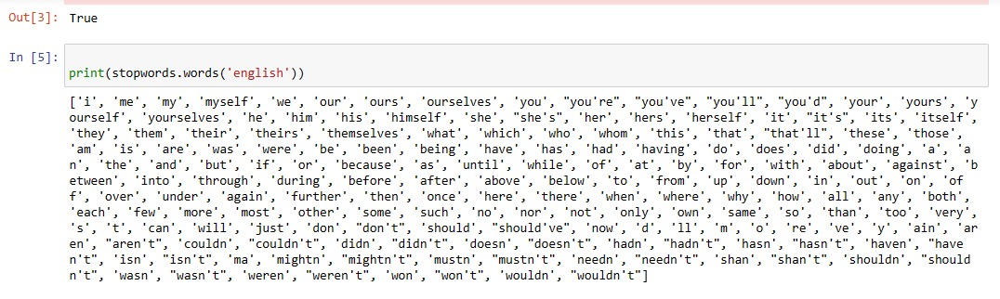 Out[3]: True
In [5]:
print(stopwords.words('english'))
['i', 'me', 'my', 'myself', 'we', 'our', 'ours', 'ourselves', 'you', "you're", "you've", "you'll", "you'd", 'your', 'yours', 'y
ourself', 'yourselves', 'he', 'him', 'his', 'himself', 'she', "she's", 'her', 'hers', 'herself', 'it', "it's", 'its', 'itself',
'they', 'them', 'their', 'theirs', 'themselves', 'what', 'which', 'who', 'whom', 'this', 'that', "that'll", 'these', 'those',
'am', 'is', 'are', 'was', 'were', 'be', 'been', 'being', 'have', 'has', 'had', 'having', 'do', 'does', 'did', 'doing', 'a', 'a
n', 'the', 'and', 'but', 'if', 'or', 'because', 'as', 'until', 'while', 'of', 'at', 'by', 'for', 'with', 'about', 'against', 'b
etween', 'into', 'through', 'during', 'before', 'after', 'above', 'below', 'to', 'from', 'up', 'down', 'in', 'out', 'on', 'of
f', 'over', 'under', 'again', 'further', 'then', 'once', 'here', 'there', 'when', 'where', 'why', 'how', 'all', 'any', 'both',
'each', 'few', 'more', 'most', 'other', 'some', 'such', 'no', 'nor', 'not', 'only', 'own', 'same', 'so', 'than', 'too', 'very',
's', 't', 'can', 'will', 'just', 'don', "don't", 'should', "should've", 'now', 'd', 'll', 'm', 'o', 're', 've', 'y', 'ain', 'ar
en', "aren't", 'couldn', "couldn't", 'didn', "didn't", 'doesn', "doesn't", 'hadn', "hadn't", 'hasn', "hasn't", 'haven', "have
n't", 'isn', "isn't", 'ma', 'mightn', "mightn't", 'mustn', "mustn't", 'needn', "needn't", 'shan', "shan't", 'shouldn', "should
n't", 'wasn', "wasn't", 'weren', "weren't", 'won', "won't", 'wouldn', "wouldn't"]